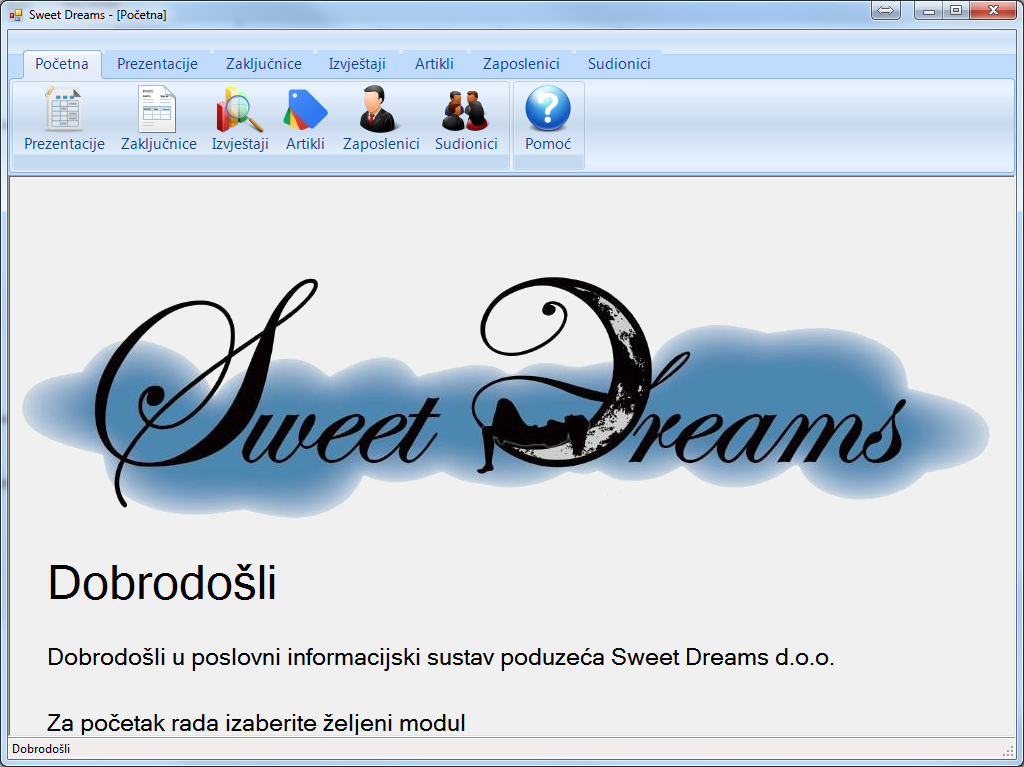 Sweet Dreams - [Početna]
Početna Prezentacije Zaključnice Izvještaji Artikli Zaposlenici Sudionici
Prezentacije Zaključnice Izvještaji Artikli Zaposlenici Sudionici Pomoć
Sweet Dreams
Dobrodošli
Dobrodošli u poslovni informacijski sustav poduzeća Sweet Dreams d.o.o.
Za početak rada izaberite željeni modul
Dobrodošli